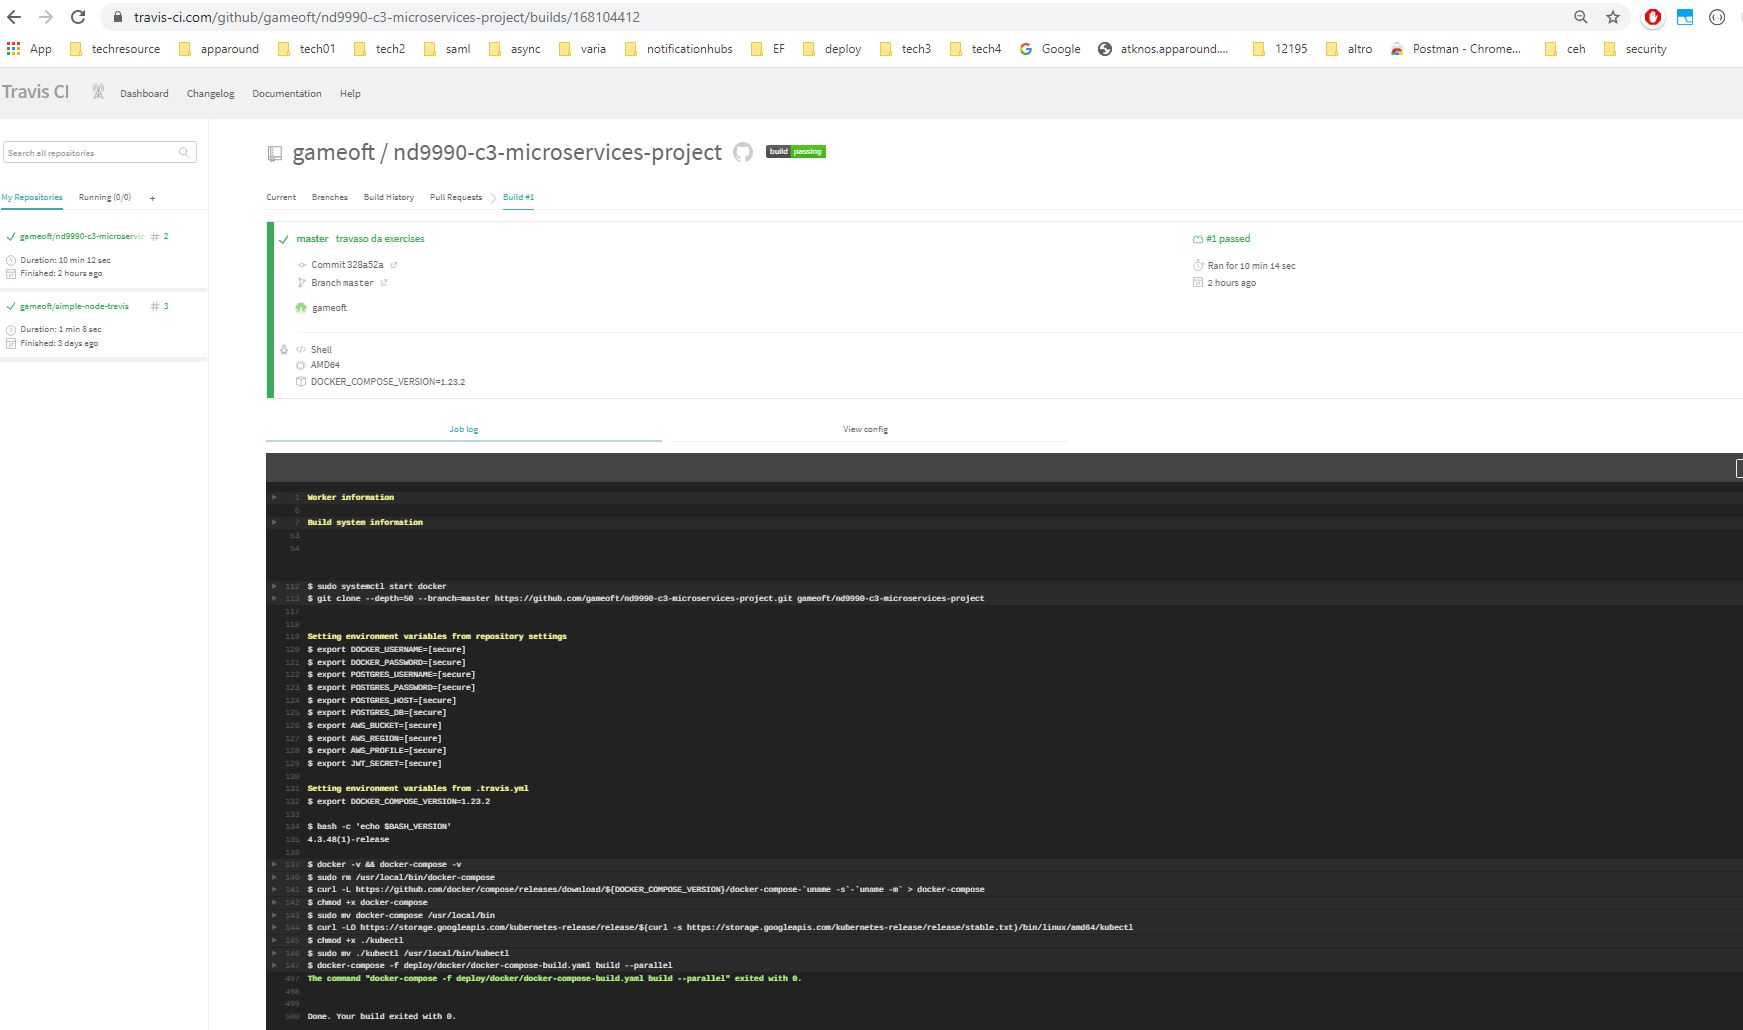 travis-ci.com/github/gameoft/nd9990-c3-microservices-project/builds/168104412
App techresource apparound tech01 tech2 saml async varia notificationhubs EF deploy tech3 tech4 Google atknos.apparound.... 12195 altro Postman - Chrome... ceh security
Travis CI Dashboard Changelog Documentation Help
Search all repositories
My Repositories Running (0/0) +
gameoft/nd9990-c3-microservic # 2
Duration: 10 min 12 sec
Finished: 2 hours ago
gameoft/simple-node-travis # 3
Duration: 1 min 8 sec
Finished: 3 days ago
gameoft / nd9990-c3-microservices-project build passing
Current Branches Build History Pull Requests Build #1
master travaso da exercises #1 passed
Commit 328a52a Ran for 10 min 14 sec
Branch master 2 hours ago
gameoft
Shell
AMD64
DOCKER_COMPOSE_VERSION=1.23.2
Job log View config
1 Worker information
6
7 Build system information
53
54
112 $ sudo systemctl start docker
113 $ git clone --depth=50 --branch=master https://github.com/gameoft/nd9990-c3-microservices-project.git gameoft/nd9990-c3-microservices-project
117
118
119 Setting environment variables from repository settings
120 $ export DOCKER_USERNAME=[secure]
121 $ export DOCKER_PASSWORD=[secure]
122 $ export POSTGRES_USERNAME=[secure]
123 $ export POSTGRES_PASSWORD=[secure]
124 $ export POSTGRES_HOST=[secure]
125 $ export POSTGRES_DB=[secure]
126 $ export AWS_BUCKET=[secure]
127 $ export AWS_REGION=[secure]
128 $ export AWS_PROFILE=[secure]
129 $ export JWT_SECRET=[secure]
130
131 Setting environment variables from .travis.yml
132 $ export DOCKER_COMPOSE_VERSION=1.23.2
133
134 $ bash -c 'echo $BASH_VERSION'
135 4.3.48(1)-release
136
137 $ docker -v && docker-compose -v
140 $ sudo rm /usr/local/bin/docker-compose
141 $ curl -L https://github.com/docker/compose/releases/download/${DOCKER_COMPOSE_VERSION}/docker-compose-`uname -s`-`uname -m` > docker-compose
142 $ chmod +x docker-compose
143 $ sudo mv docker-compose /usr/local/bin
144 $ curl -LO https://storage.googleapis.com/kubernetes-release/release/$(curl -s https://storage.googleapis.com/kubernetes-release/release/stable.txt)/bin/linux/amd64/kubectl
145 $ chmod +x ./kubectl
146 $ sudo mv ./kubectl /usr/local/bin/kubectl
147 $ docker-compose -f deploy/docker/docker-compose-build.yaml build --parallel
497 The command "docker-compose -f deploy/docker/docker-compose-build.yaml build --parallel" exited with 0.
498
499
500 Done. Your build exited with 0.